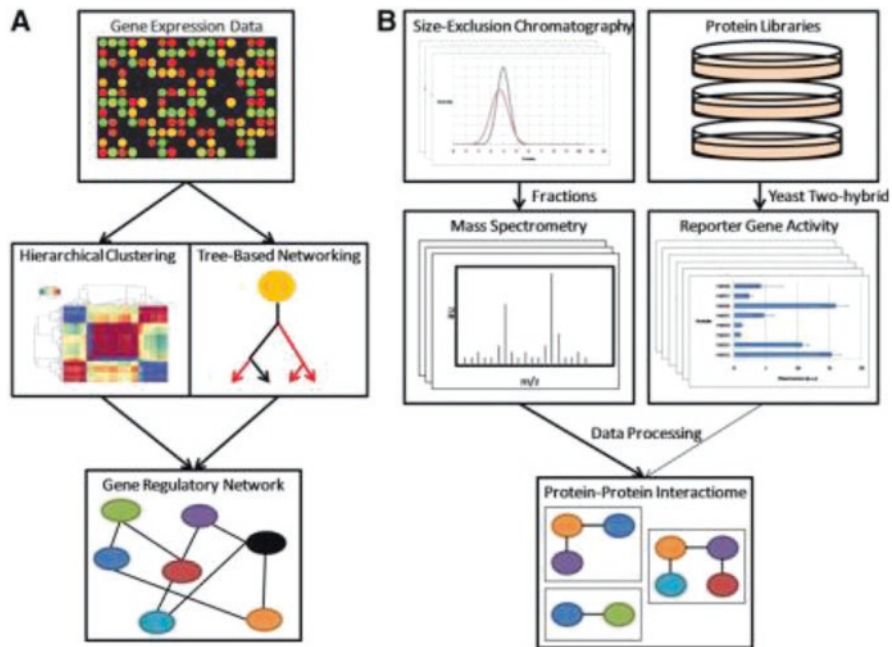 A
Gene Expression Data
Hierarchical Clustering
Tree-Based Networking
Gene Regulatory Network
B
Size-Exclusion Chromatography
Protein Libraries
Fractions
Yeast Two-hybrid
Mass Spectrometry
m/z
Reporter Gene Activity
Data Processing
Protein-Protein Interactiome